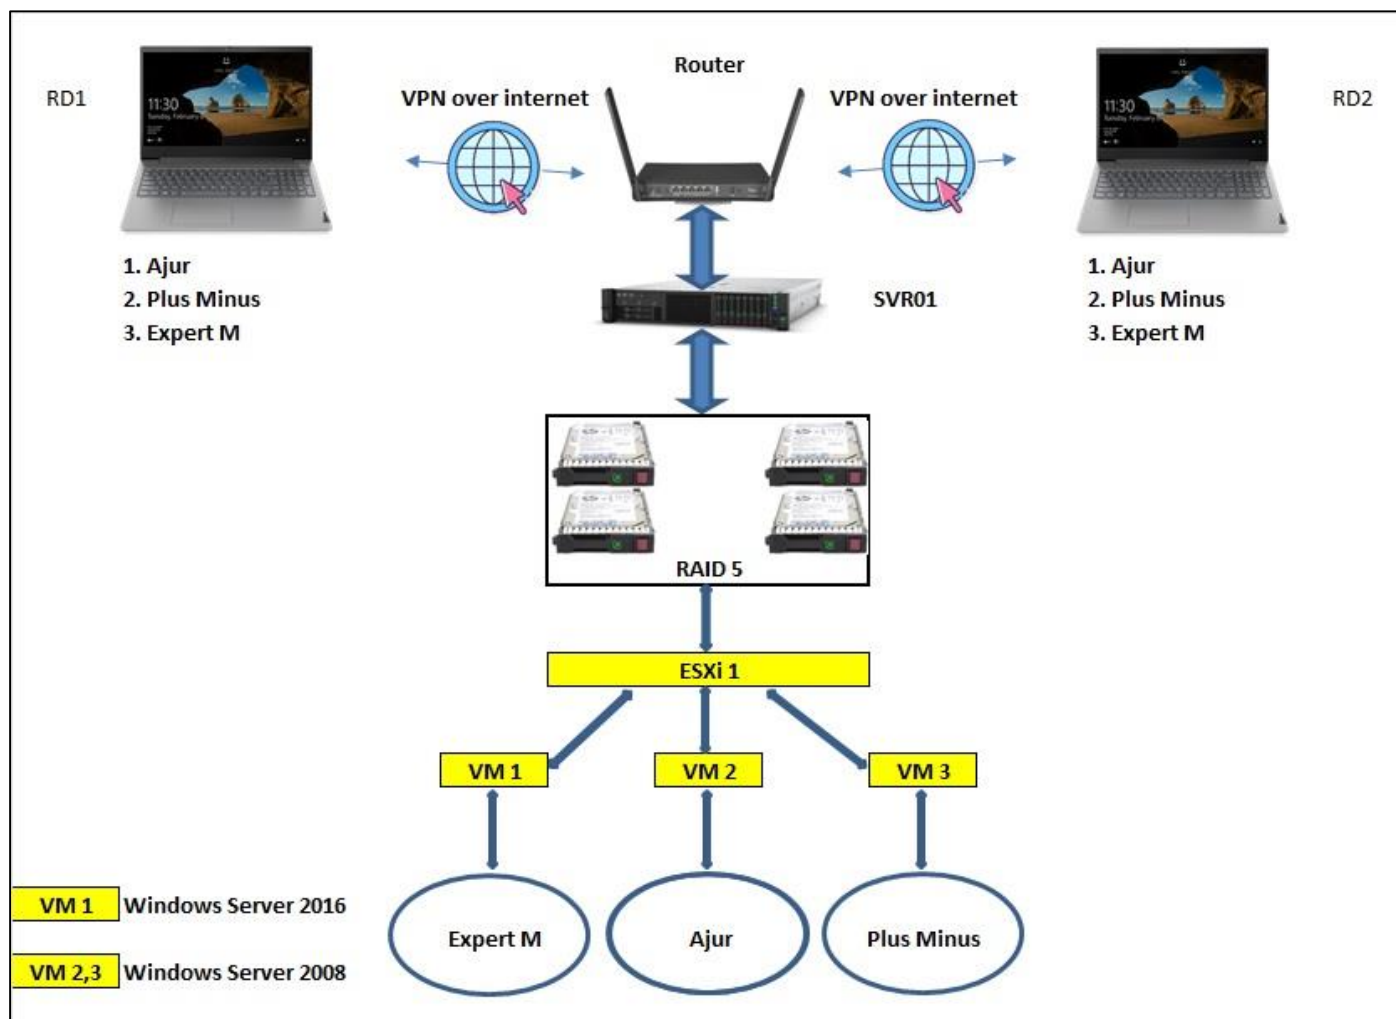 Router
RD1
VPN over internet
VPN over internet
RD2
11:30
11:30
1. Ajur
2. Plus Minus
3. Expert M
SVR01
1. Ajur
2. Plus Minus
3. Expert M
RAID 5
ESXi 1
VM 1
VM 2
VM 3
VM 1 Windows Server 2016
Expert M
Ajur
Plus Minus
VM 2,3 Windows Server 2008